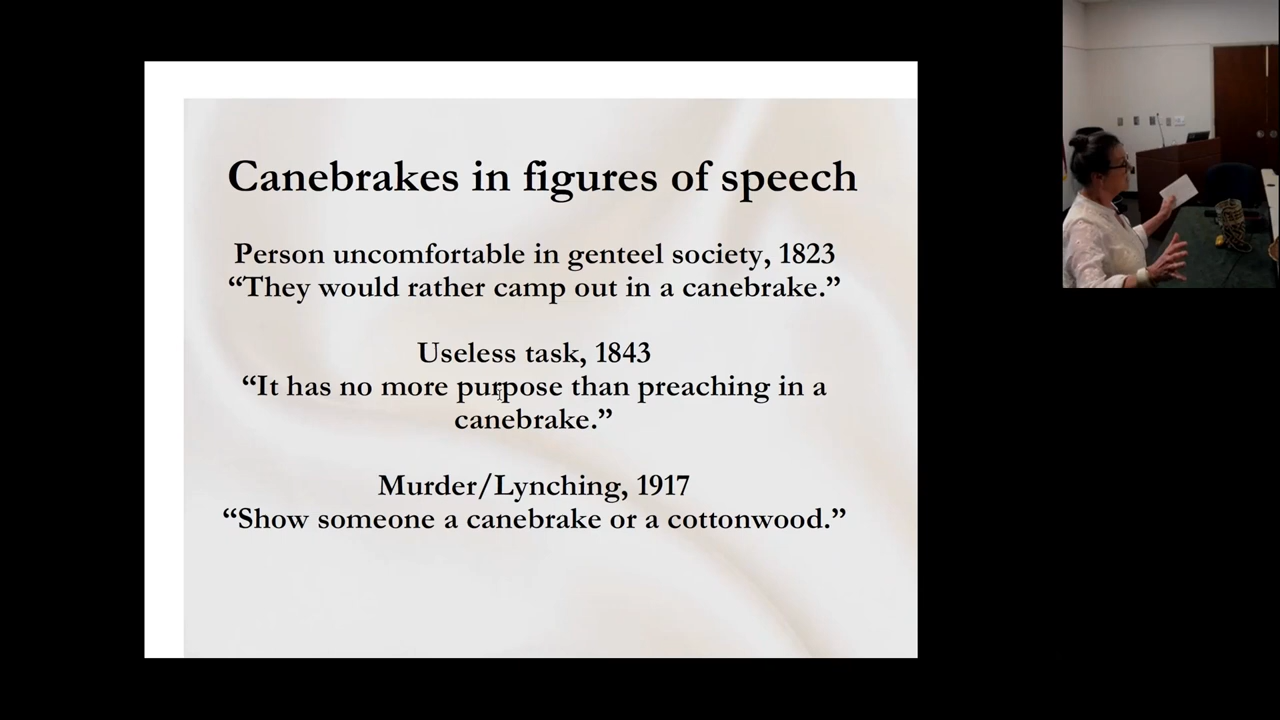 Canebrakes in figures of speech
Person uncomfortable in genteel society, 1823
“They would rather camp out in a canebrake.”
Useless task, 1843
“It has no more purpose than preaching in a
canebrake.”
Murder/Lynching, 1917
“Show someone a canebrake or a cottonwood.”